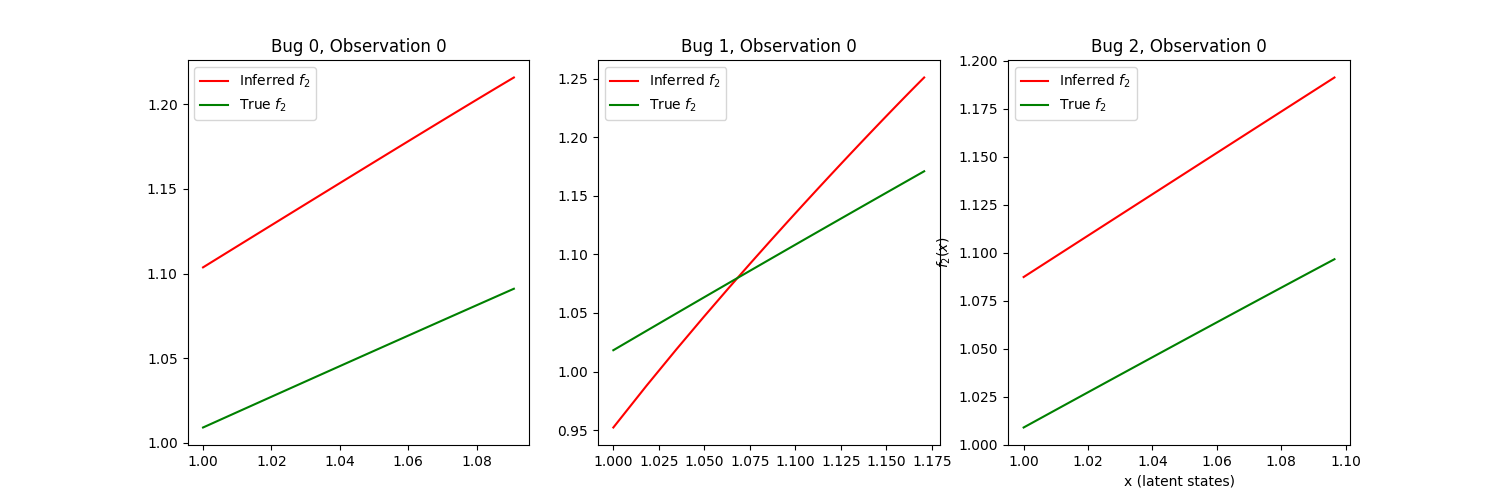 Bug 0, Observation 0
Inferred f₂
True f₂
1.20
1.15
1.10
1.05
1.00
1.00 1.02 1.04 1.06 1.08
Bug 1, Observation 0
Inferred f₂
True f₂
1.25
1.20
1.15
1.10
1.05
1.00
0.95
1.000 1.025 1.050 1.075 1.100 1.125 1.150 1.175
Bug 2, Observation 0
Inferred f₂
True f₂
f₂(x)
1.200
1.175
1.150
1.125
1.100
1.075
1.050
1.025
1.000
1.00 1.02 1.04 1.06 1.08 1.10
x (latent states)